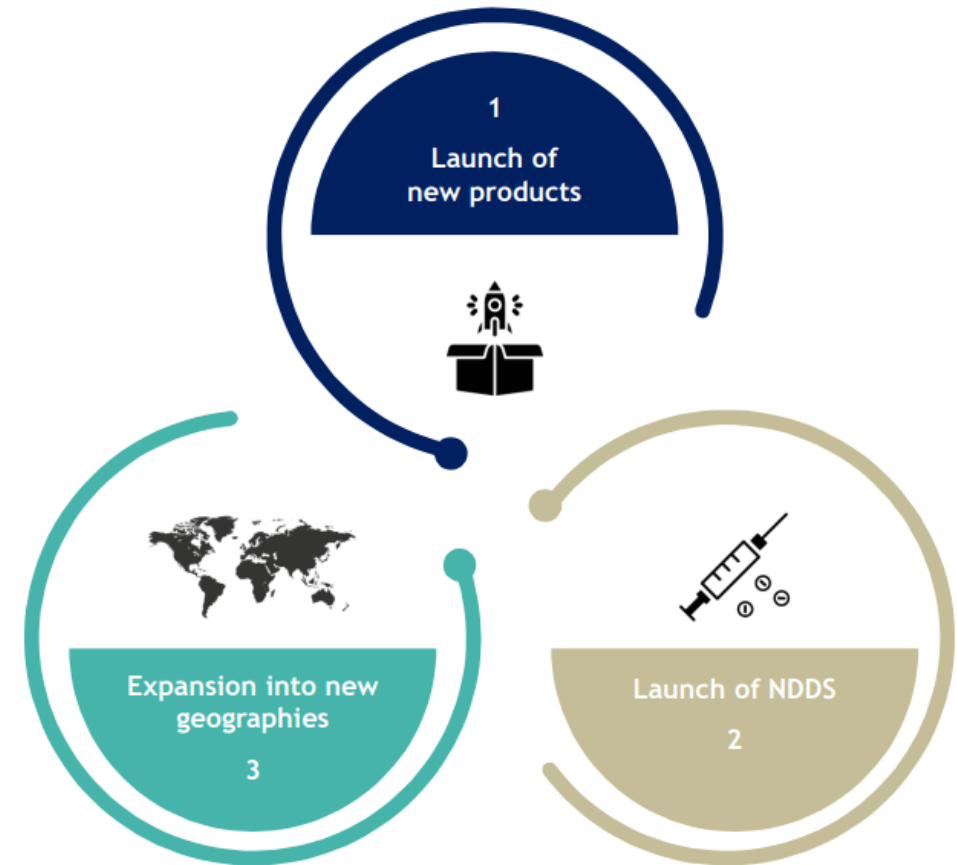 1
Launch of
new products
Launch of NDDS
2
Expansion into new
geographies
3